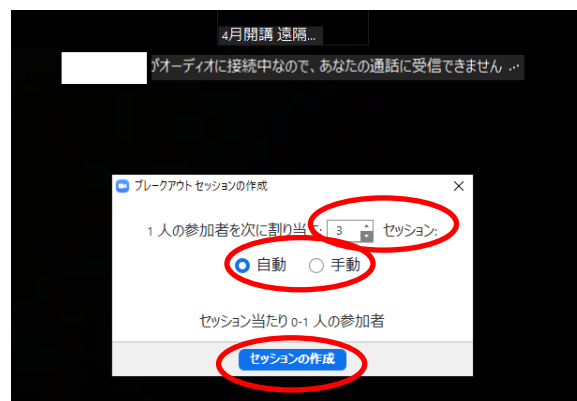 4月開講 遠隔...
がオーディオに接続中なので、あなたの通話に受信できません ...
ブレークアウト セッションの作成
1 人の参加者を次に割り当て: 3 セッション:
自動 手動
セッション当たり 0-1 人の参加者
セッションの作成